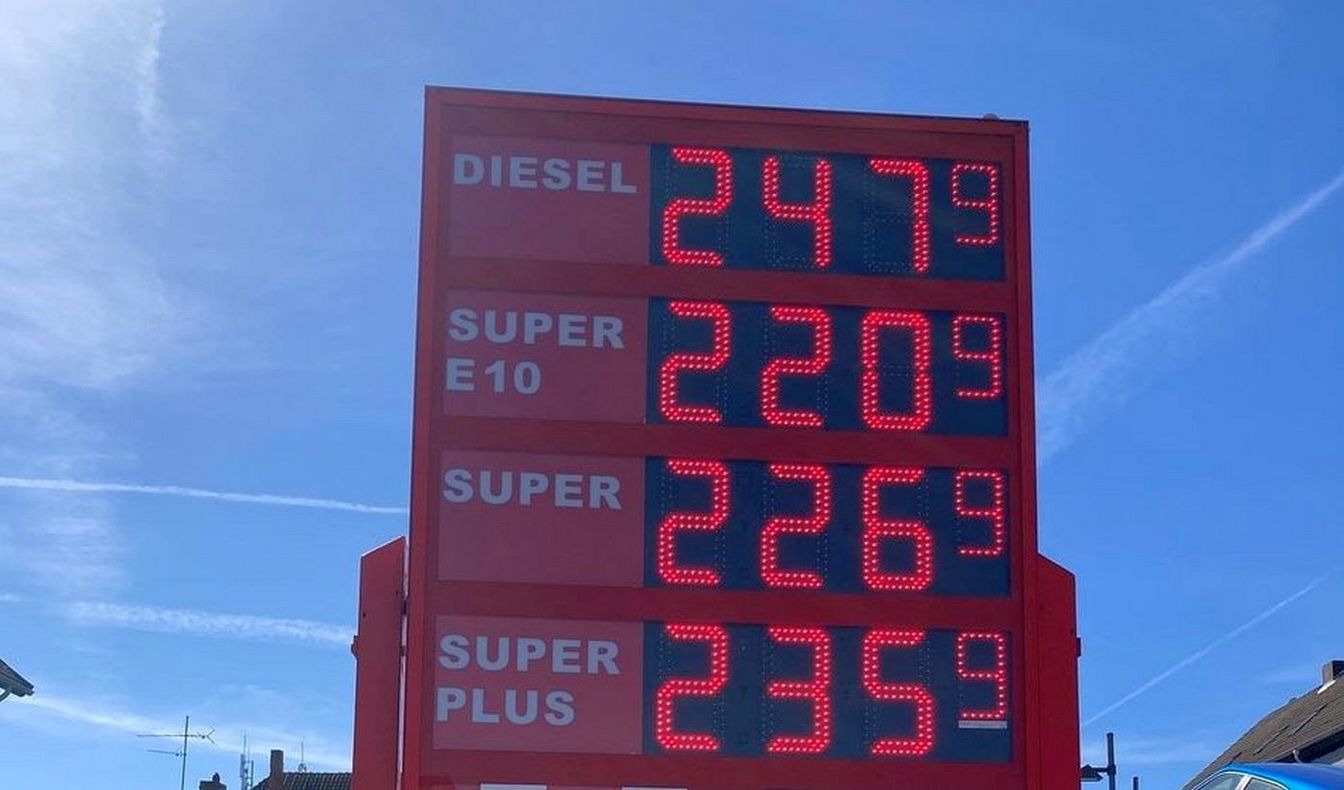 DIESEL 247⁹
SUPER
E10 220⁹
SUPER 226⁹
SUPER
PLUS 235⁹